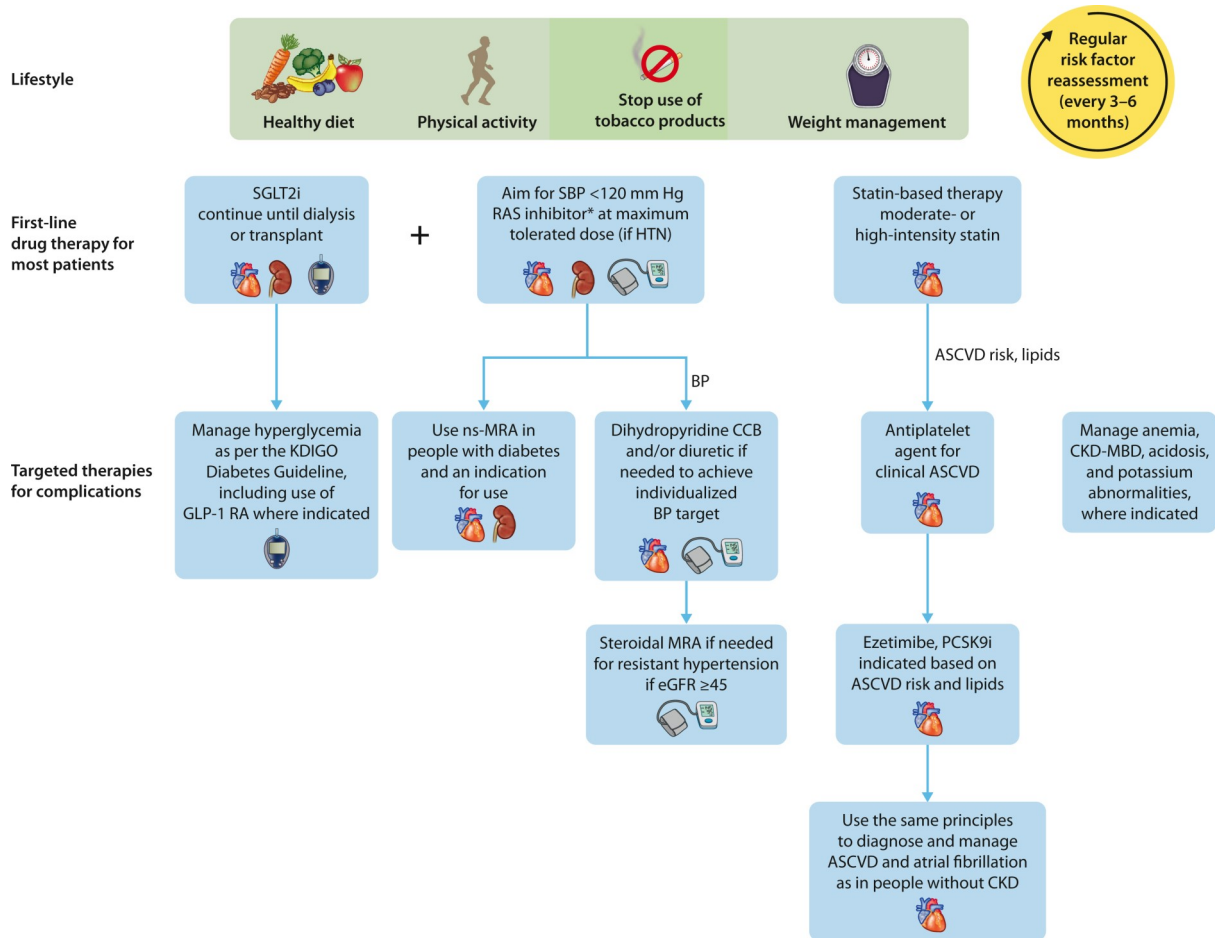 Lifestyle
Healthy diet
Physical activity
Stop use of
tobacco products
Weight management
Regular
risk factor
reassessment
(every 3–6
months)
First-line
drug therapy for
most patients
SGLT2i
continue until dialysis
or transplant
+
Aim for SBP <120 mm Hg
RAS inhibitor* at maximum
tolerated dose (if HTN)
Statin-based therapy
moderate- or
high-intensity statin
ASCVD risk, lipids
BP
Targeted therapies
for complications
Manage hyperglycemia
as per the KDIGO
Diabetes Guideline,
including use of
GLP-1 RA where indicated
Use ns-MRA in
people with diabetes
and an indication
for use
Dihydropyridine CCB
and/or diuretic if
needed to achieve
individualized
BP target
Antiplatelet
agent for
clinical ASCVD
Manage anemia,
CKD-MBD, acidosis,
and potassium
abnormalities,
where indicated
Steroidal MRA if needed
for resistant hypertension
if eGFR ≥45
Ezetimibe, PCSK9i
indicated based on
ASCVD risk and lipids
Use the same principles
to diagnose and manage
ASCVD and atrial fibrillation
as in people without CKD